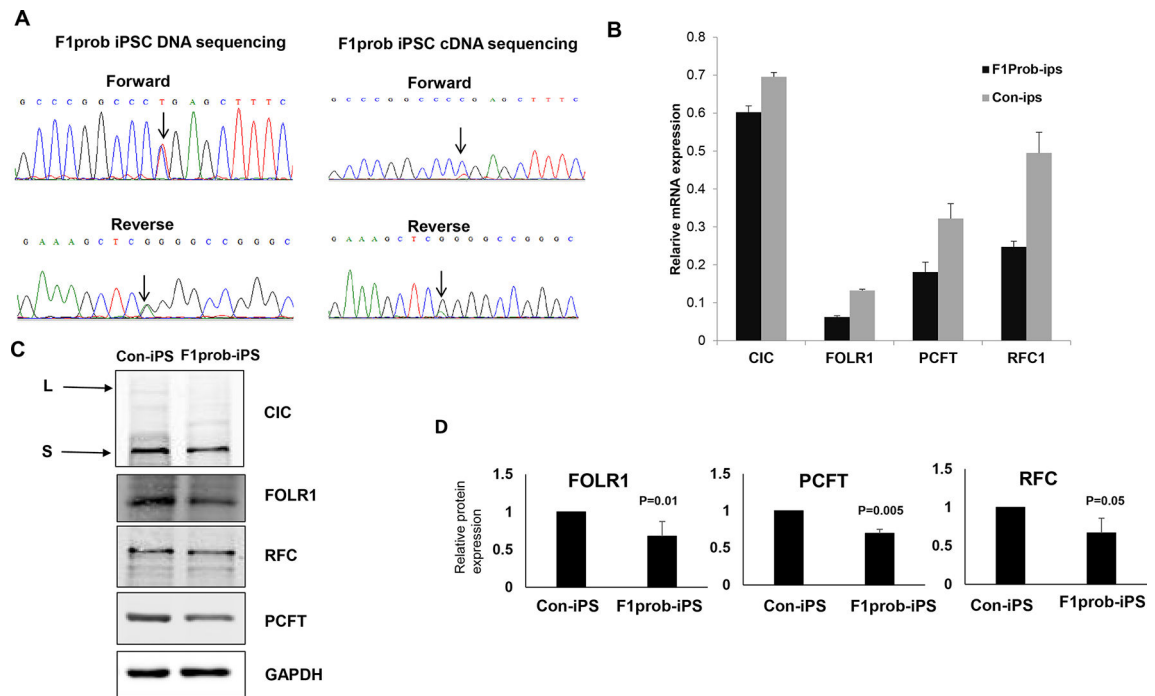 A
F1prob iPSC DNA sequencing
F1prob iPSC cDNA sequencing
Forward
Forward
G C C C G G C C C T G A G C T T T C
G C C C G G C C C C G A G C T T T C
Reverse
Reverse
G A A A G C T C G G G G C C G G G C
G A A A G C T C G G G G C C G G G C
B
Relarive mRNA expression
0.8
0.7
0.6
0.5
0.4
0.3
0.2
0.1
0
F1Prob-ips
Con-ips
CIC FOLR1 PCFT RFC1
C
Con-iPS F1prob-iPS
L
S
CIC
FOLR1
RFC
PCFT
GAPDH
D
Relative protein
expression
1.5
1
0.5
0
FOLR1
P=0.01
Con-iPS F1prob-iPS
1.5
1
0.5
0
PCFT
P=0.005
Con-iPS F1prob-iPS
1.5
1
0.5
0
RFC
P=0.05
Con-iPS F1prob-iPS